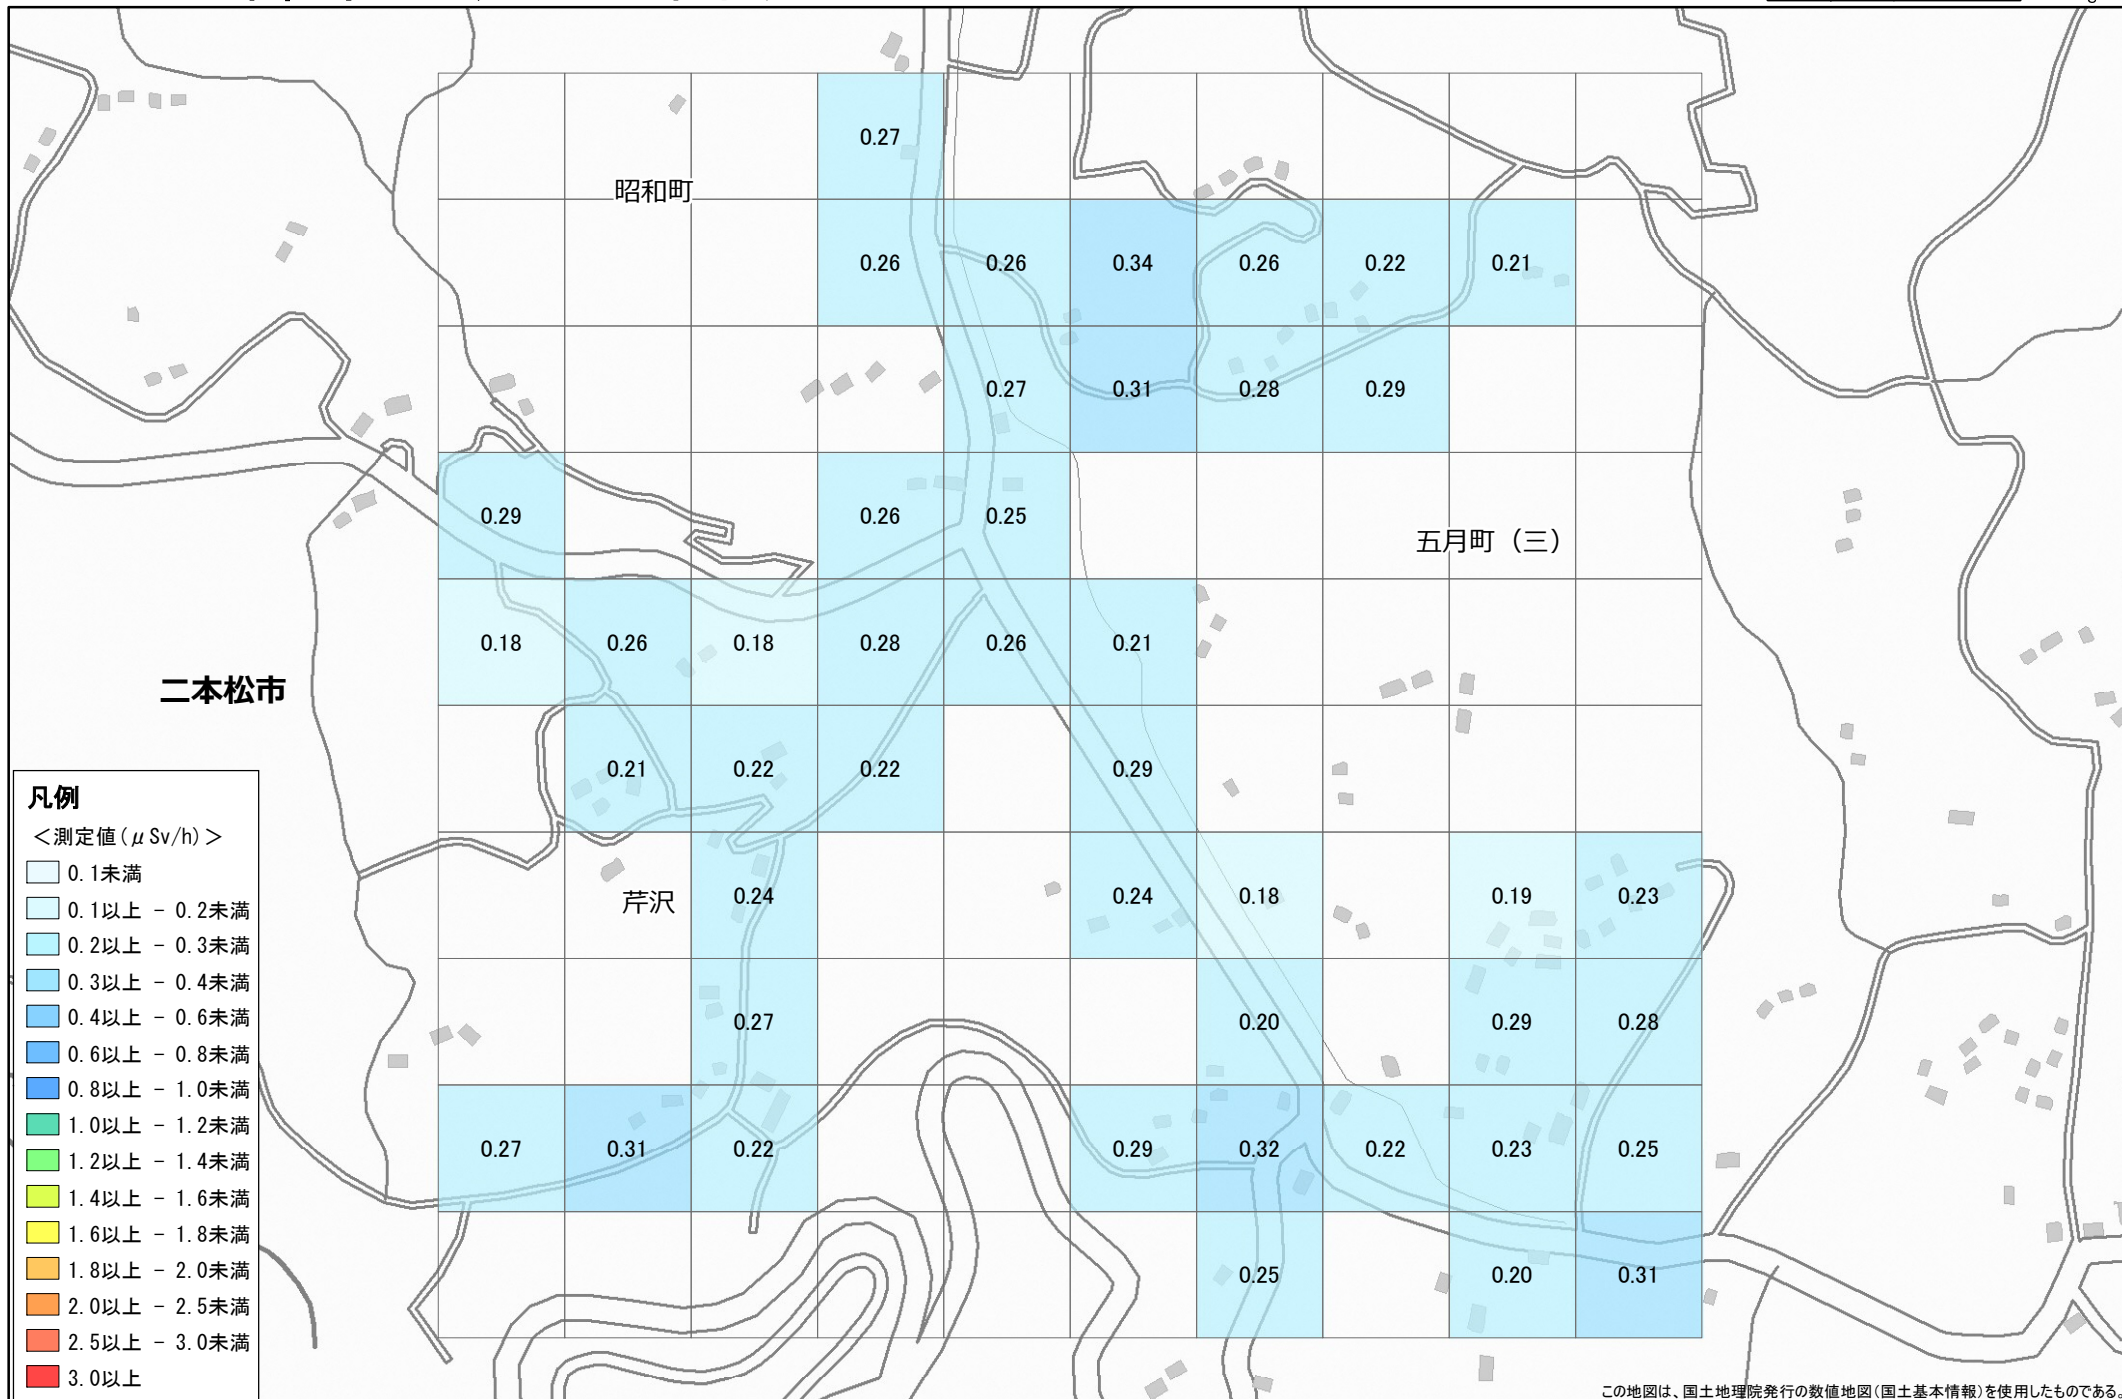 0.27
昭和町
0.26 0.26 0.34 0.26 0.22 0.21
0.27 0.31 0.28 0.29
0.29 0.26 0.25
五月町（三）
0.18 0.26 0.18 0.28 0.26 0.21
二本松市
0.21 0.22 0.22 0.29
芹沢
0.24 0.24 0.18 0.19 0.23
0.27 0.20 0.29 0.28
0.27 0.31 0.22 0.29 0.32 0.22 0.23 0.25
0.25 0.20 0.31
凡例
＜測定値(μSv/h)＞
0.1未満
0.1以上 － 0.2未満
0.2以上 － 0.3未満
0.3以上 － 0.4未満
0.4以上 － 0.6未満
0.6以上 － 0.8未満
0.8以上 － 1.0未満
1.0以上 － 1.2未満
1.2以上 － 1.4未満
1.4以上 － 1.6未満
1.6以上 － 1.8未満
1.8以上 － 2.0未満
2.0以上 － 2.5未満
2.5以上 － 3.0未満
3.0以上
この地図は、国土地理院発行の数値地図(国土基本情報)を使用したものである。